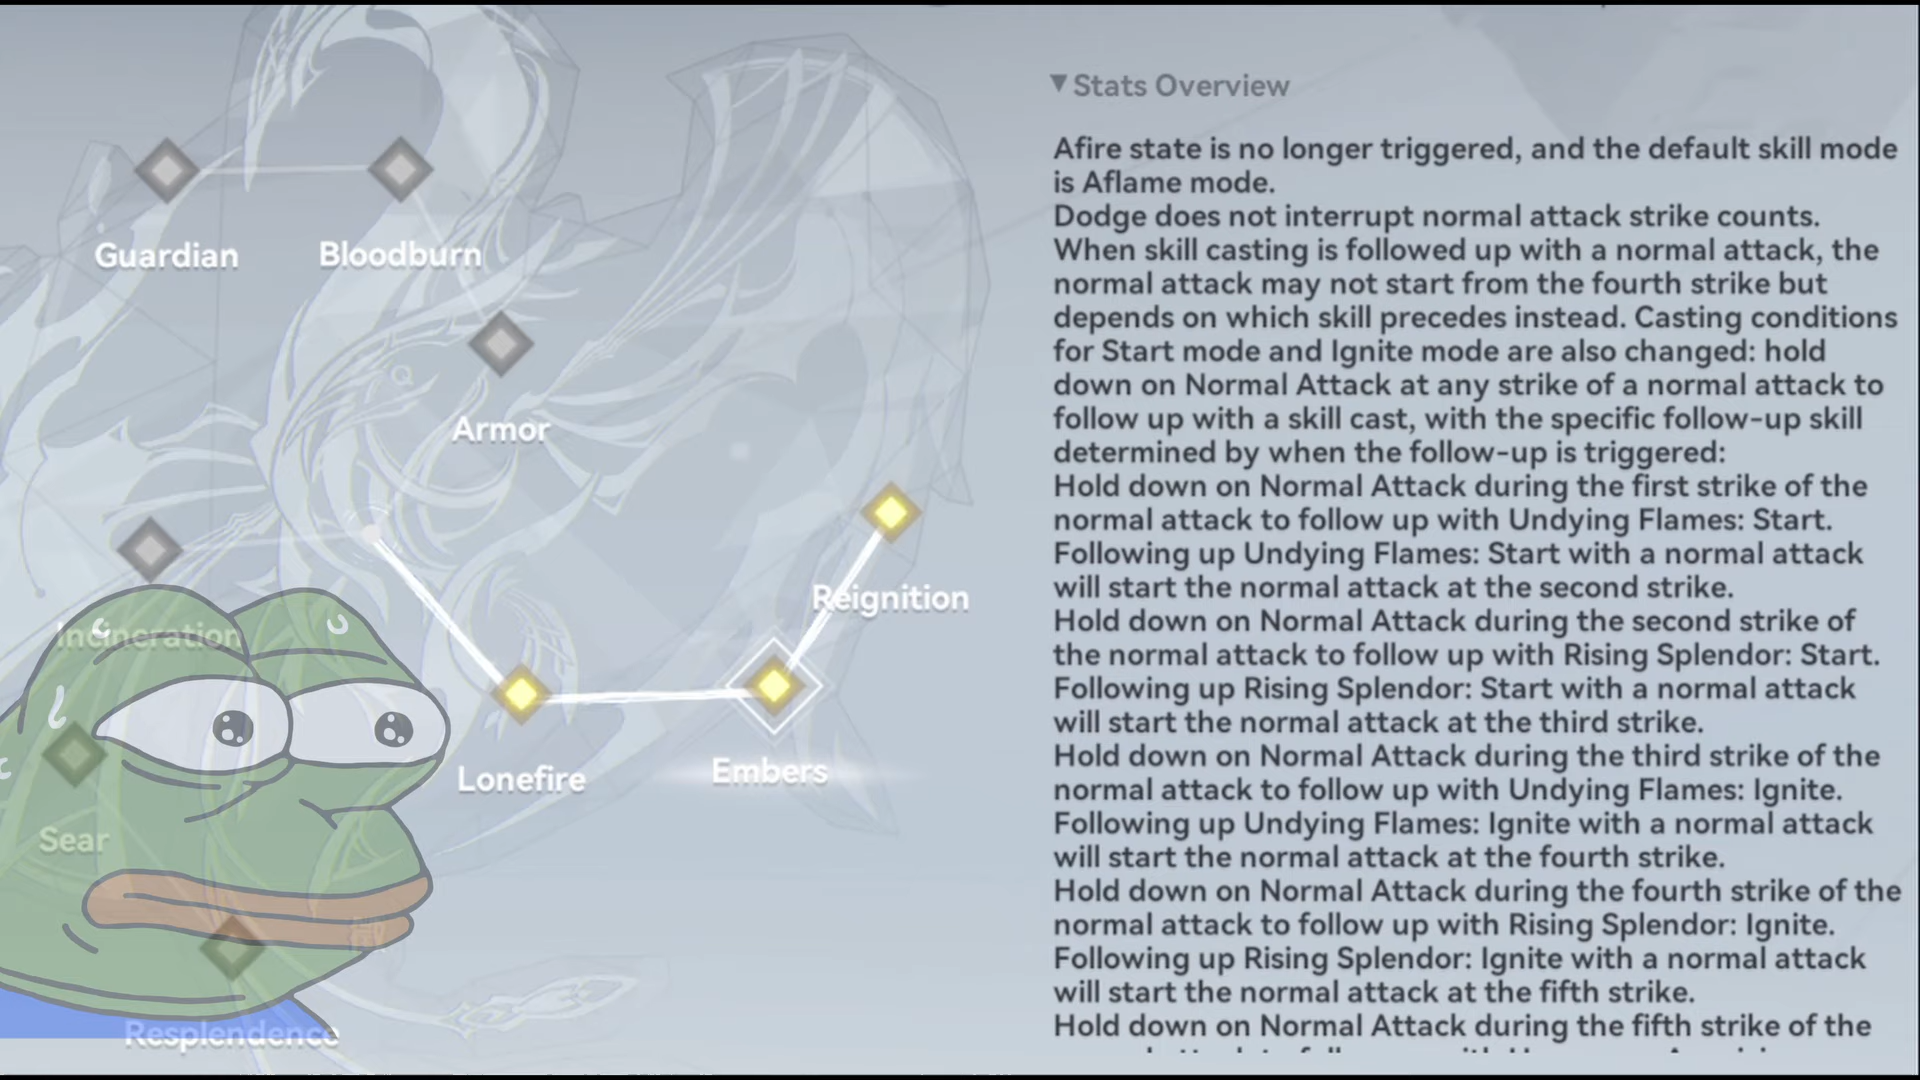 Guardian
Bloodburn
Armor
Reignition
Incineration
Lonefire
Embers
Sear
Resplendence
▼Stats Overview
Afire state is no longer triggered, and the default skill mode
is Aflame mode.
Dodge does not interrupt normal attack strike counts.
When skill casting is followed up with a normal attack, the
normal attack may not start from the fourth strike but
depends on which skill precedes instead. Casting conditions
for Start mode and Ignite mode are also changed: hold
down on Normal Attack at any strike of a normal attack to
follow up with a skill cast, with the specific follow-up skill
determined by when the follow-up is triggered:
Hold down on Normal Attack during the first strike of the
normal attack to follow up with Undying Flames: Start.
Following up Undying Flames: Start with a normal attack
will start the normal attack at the second strike.
Hold down on Normal Attack during the second strike of
the normal attack to follow up with Rising Splendor: Start.
Following up Rising Splendor: Start with a normal attack
will start the normal attack at the third strike.
Hold down on Normal Attack during the third strike of the
normal attack to follow up with Undying Flames: Ignite.
Following up Undying Flames: Ignite with a normal attack
will start the normal attack at the fourth strike.
Hold down on Normal Attack during the fourth strike of the
normal attack to follow up with Rising Splendor: Ignite.
Following up Rising Splendor: Ignite with a normal attack
will start the normal attack at the fifth strike.
Hold down on Normal Attack during the fifth strike of the